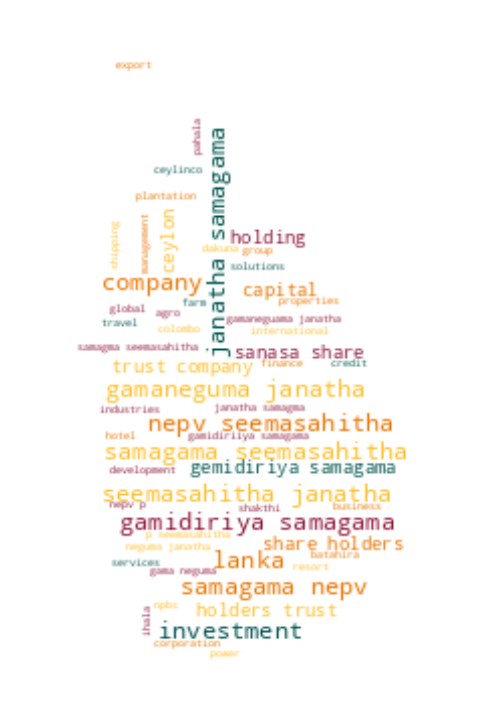 export
pahala
janatha samagama
ceylinco
plantation
ceylon
management
shipping
holding
dakuna group
solutions
company
capital
properties
farm
global agro
travel
gamaneguama janatha
colombo
international
samagma seemasahitha
sanasa share
trust company
finance
credit
gamaneguma janatha
industries
janatha samagma
nepv seemasahitha
hotel
gamidiriiya samagama
samagama seemasahitha
development
gemidiriya samagama
seemasahitha janatha
nepv p
shakthi
business
gamidiriya samagama
p seemasahitha
share holders
neguma janatha
batahira
services
lanka
resort
gama neguma
samagama nepv
npbs
holders trust
ihala
investment
corporation
power